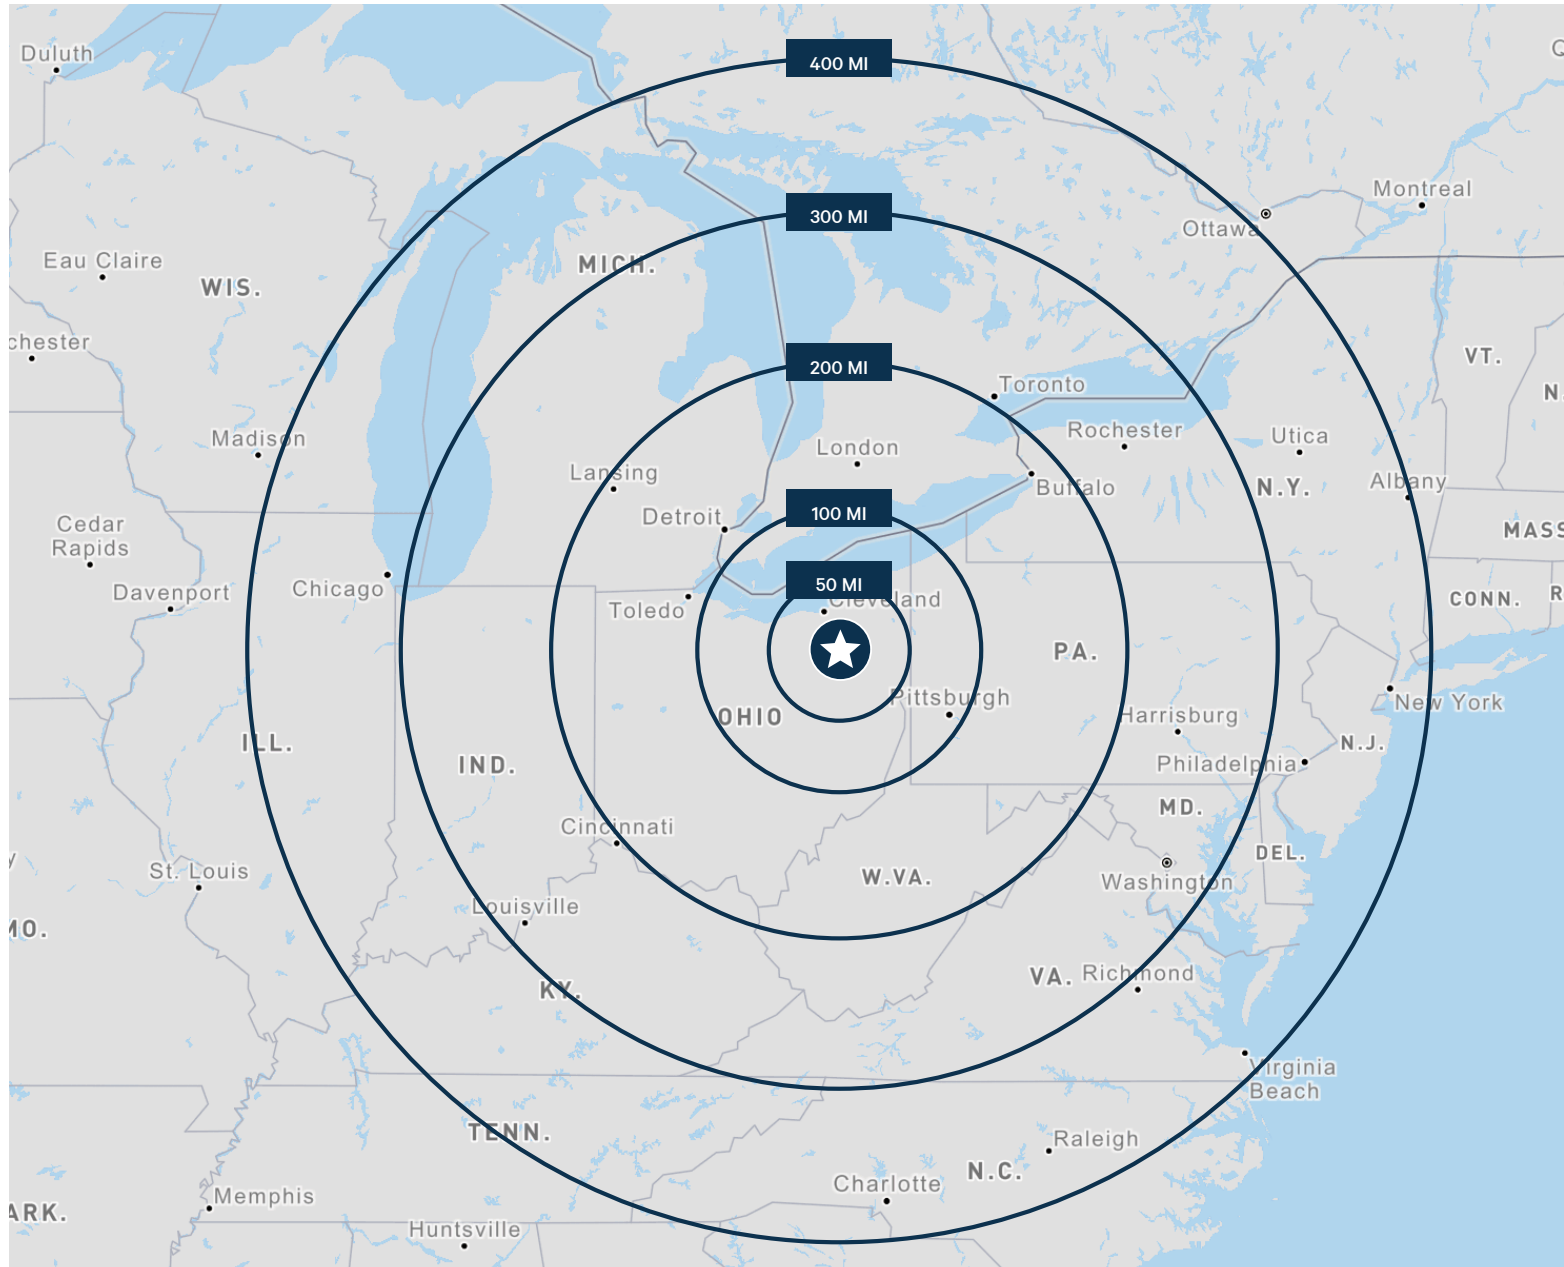 Duluth
400 MI
Q
Montreal
300 MI
Ottawa
Eau Claire
MICH.
WIS.
chester
VT.
200 MI
Toronto
N.
Madison
Rochester
Utica
London
Lansing
Albany
Buffalo
N.Y.
100 MI
Detroit
Cedar
Rapids
MASS
50 MI
Chicago
Davenport
Cleveland
CONN.
R
Toledo
PA.
Pittsburgh
New York
OHIO
Harrisburg
ILL.
N.J.
IND.
Philadelphia
MD.
Cincinnati
DEL.
y
St. Louis
W.VA.
Washington
Louisville
MO.
VA.
Richmond
KY.
Virginia
Beach
TENN.
Raleigh
N.C.
Charlotte
Memphis
ARK.
Huntsville